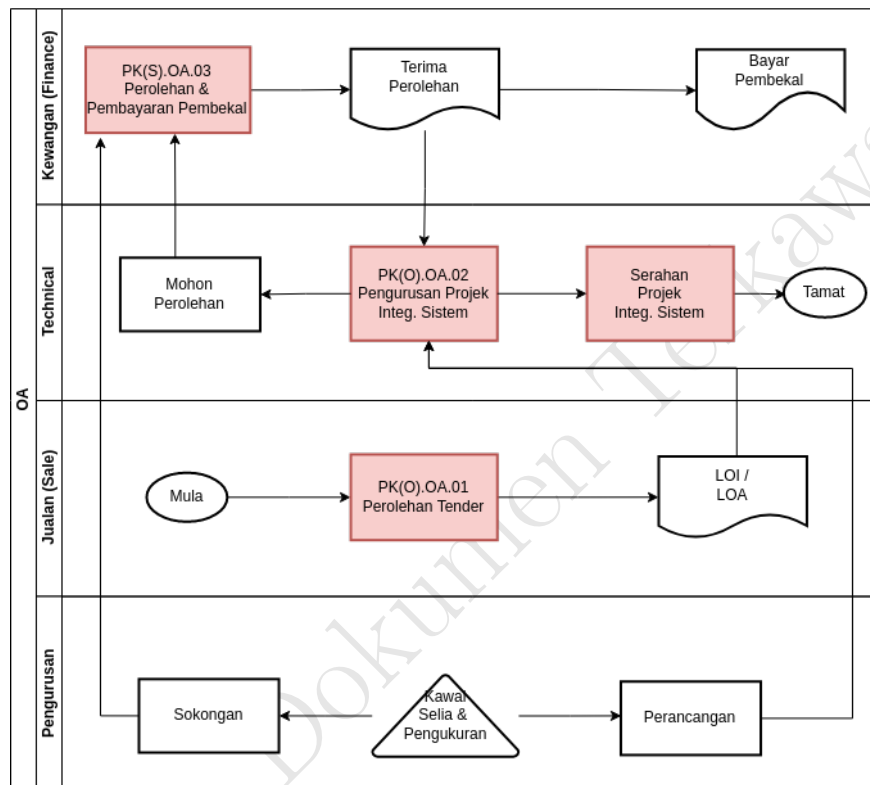 OA
Kewangan (Finance)
PK(S).OA.03
Perolehan &
Pembayaran Pembekal
Terima
Perolehan
Bayar
Pembekal
Technical
Mohon
Perolehan
PK(O).OA.02
Pengurusan Projek
Integ. Sistem
Serahan
Projek
Integ. Sistem
Tamat
Jualan (Sale)
Mula
PK(O).OA.01
Perolehan Tender
LOI /
LOA
Pengurusan
Sokongan
Kawal
Selia &
Pengukuran
Perancangan
Dokumen Terkawa